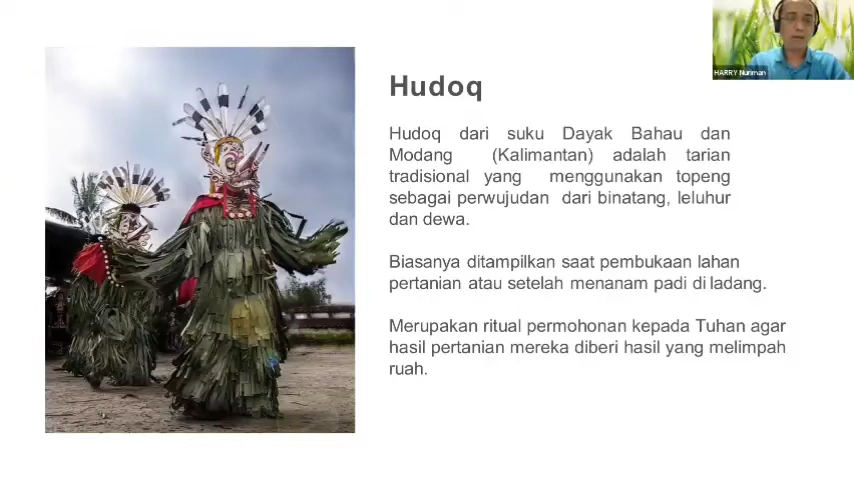 HARRY Nuriman
Hudoq
Hudoq dari suku Dayak Bahau dan
Modang (Kalimantan) adalah tarian
tradisional yang menggunakan topeng
sebagai perwujudan dari binatang, leluhur
dan dewa.
Biasanya ditampilkan saat pembukaan lahan
pertanian atau setelah menanam padi di ladang.
Merupakan ritual permohonan kepada Tuhan agar
hasil pertanian mereka diberi hasil yang melimpah
ruah.